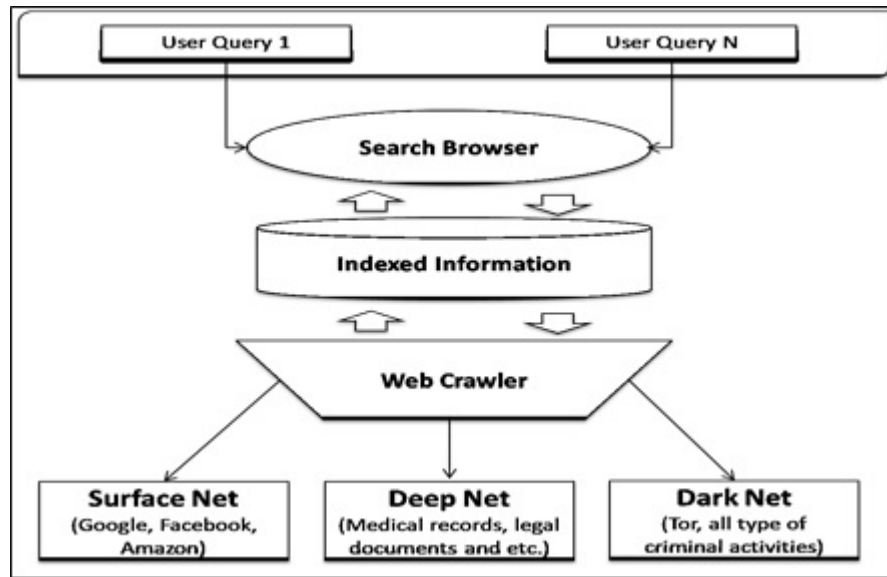 User Query 1
User Query N
Search Browser
Indexed Information
Web Crawler
Surface Net
(Google, Facebook,
Amazon)
Deep Net
(Medical records, legal
documents and etc.)
Dark Net
(Tor, all type of
criminal activities)